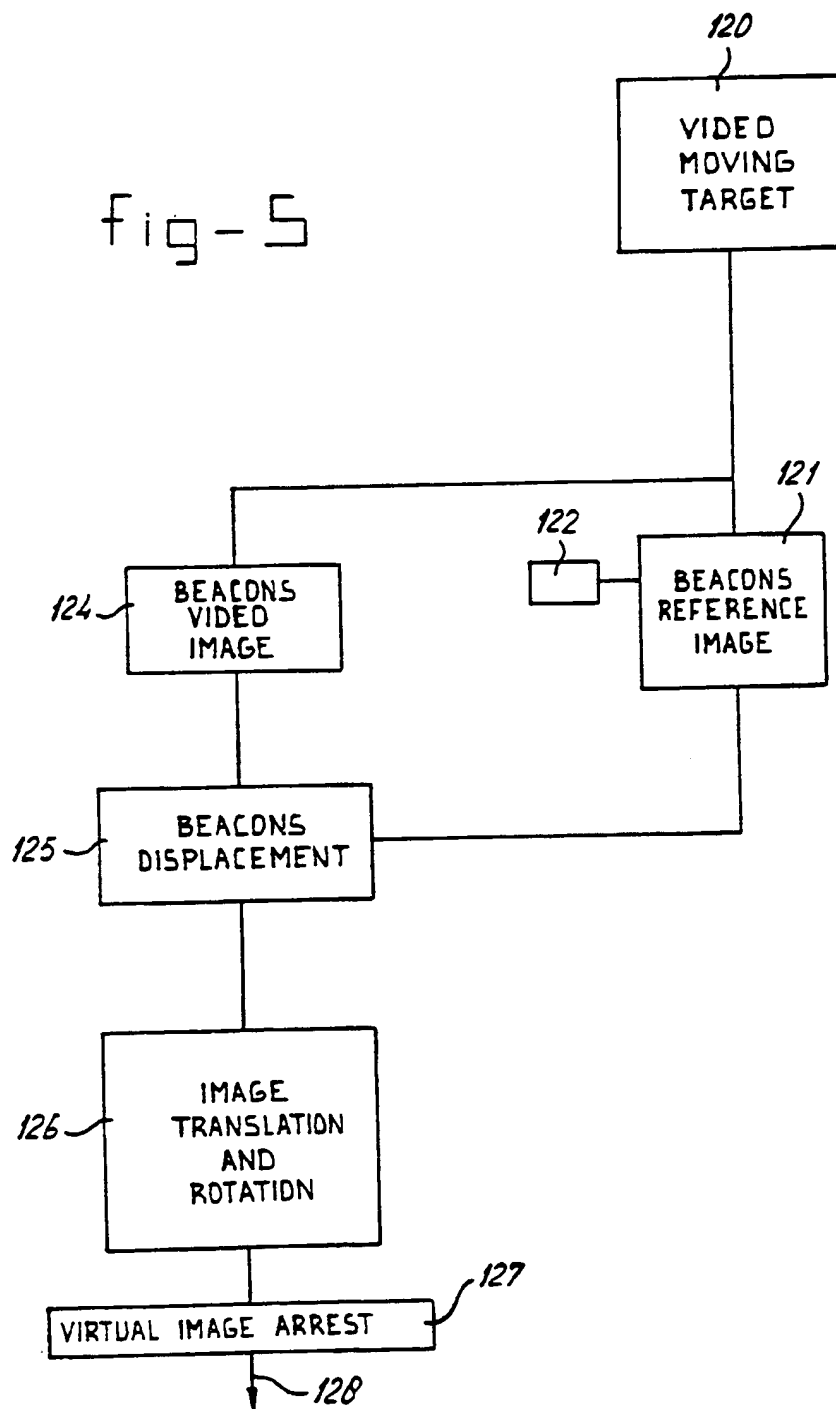 120
VIDEO
MOVING
TARGET
fig-5
121
122
BEACONS
REFERENCE
IMAGE
124
BEACONS
VIDEO
IMAGE
125
BEACONS
DISPLACEMENT
126
IMAGE
TRANSLATION
AND
ROTATION
127
VIRTUAL IMAGE ARREST
128